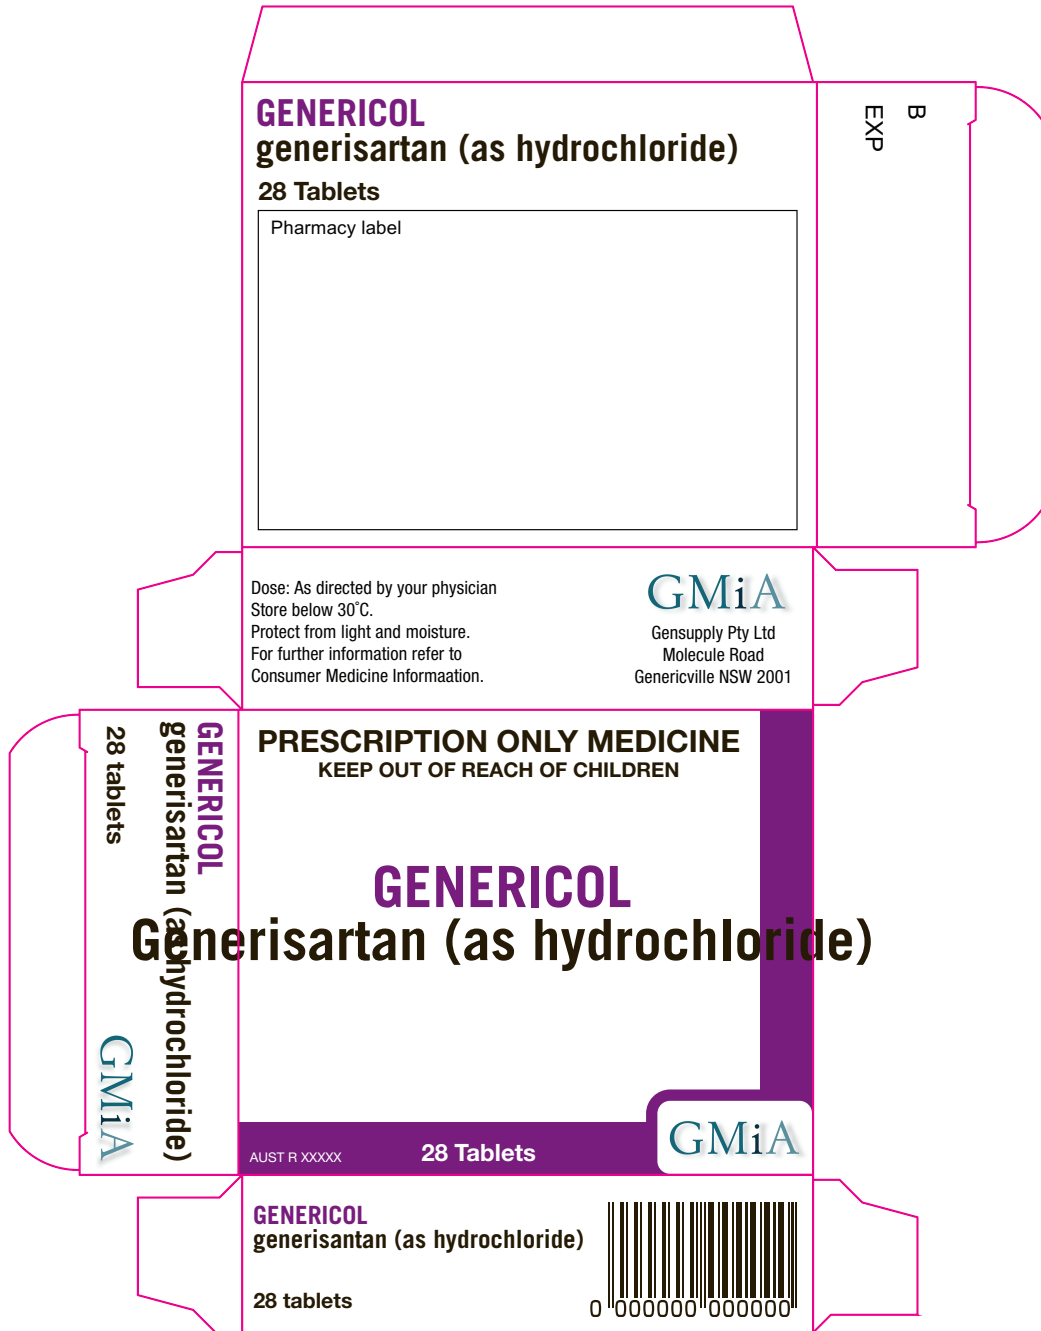 GENERICOL
generisartan (as hydrochloride)
28 Tablets
Pharmacy label
B
EXP
Dose: As directed by your physician
Store below 30°C.
Protect from light and moisture.
For further information refer to
Consumer Medicine Informaation.
GMiA
Gensupply Pty Ltd
Molecule Road
Genericville NSW 2001
GENERICOL
generisartan (as hydrochloride)
28 tablets
GMiA
PRESCRIPTION ONLY MEDICINE
KEEP OUT OF REACH OF CHILDREN
GENERICOL
Generisartan (as hydrochloride)
AUST R XXXXX
28 Tablets
GMiA
GENERICOL
generisantan (as hydrochloride)
28 tablets
0 000000 000000